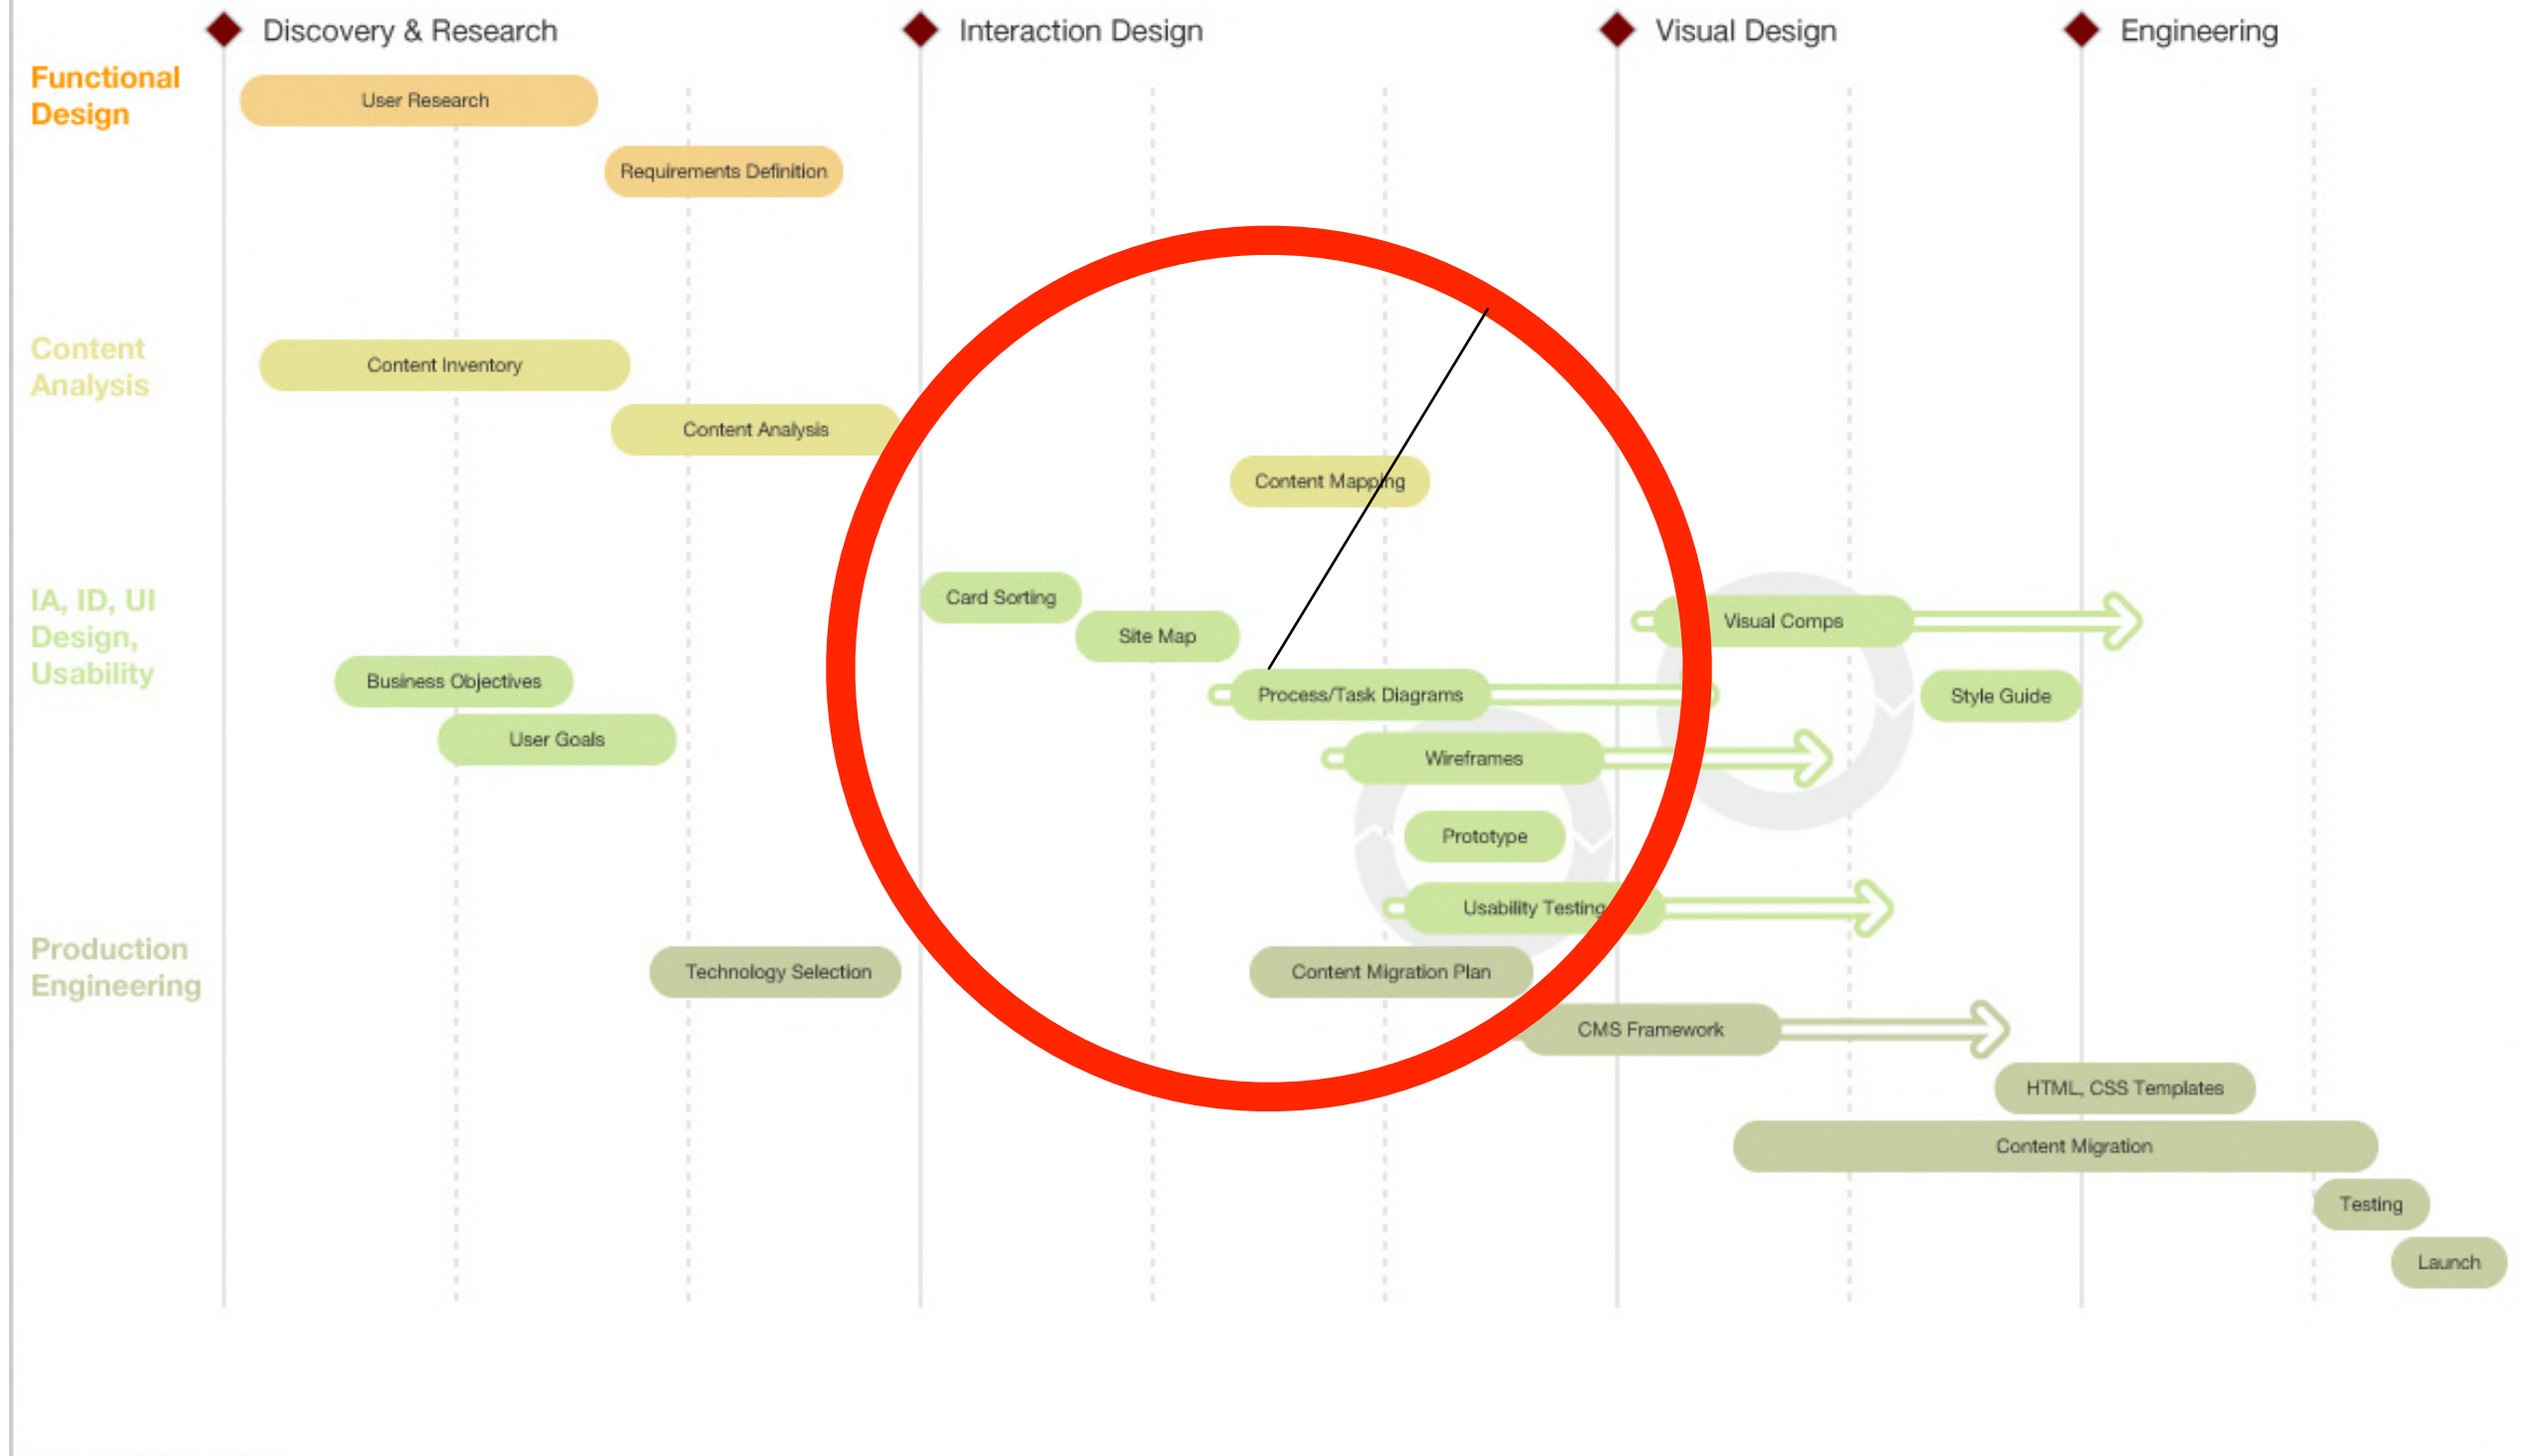 Discovery & Research
Interaction Design
Visual Design
Engineering
Functional
Design
User Research
Requirements Definition
Content
Analysis
Content Inventory
Content Analysis
Content Mapping
IA, ID, UI
Design,
Usability
Card Sorting
Site Map
Visual Comps
Business Objectives
Process/Task Diagrams
Style Guide
User Goals
Wireframes
Prototype
Usability Testing
Production
Engineering
Technology Selection
Content Migration Plan
CMS Framework
HTML, CSS Templates
Content Migration
Testing
Launch